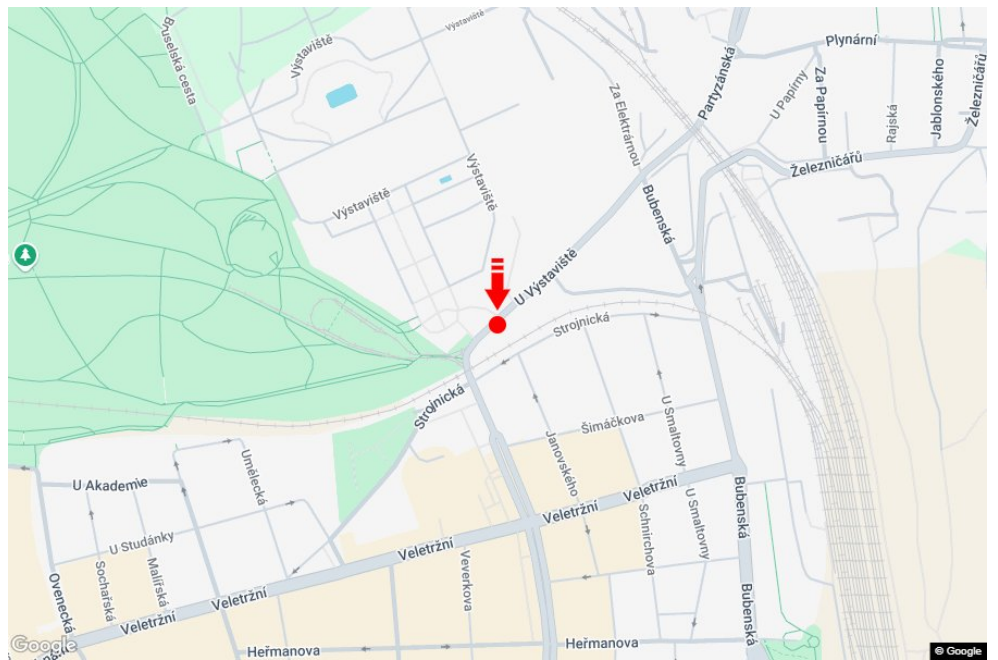 Bruselská cesta
Výstaviště
Výstaviště
Partyzánská
Plynární
Za Elektrárnou
U Papírny
Za Papírnou
Rajská
Jablonského
Železničářů
Železničářů
Výstaviště
Výstaviště
Bubenská
U Výstaviště
Strojnická
Strojnická
Šimáčkova
U Smaltovny
Janovského
Umělecká
U Akademie
Veletržní
Veletržní
Bubenská
U Studánky
Schnirchova
U Smaltovny
Veletržní
Veverkova
Malířská
Sochařská
Ovenecká
Veletržní
Bubenská
Veletržní
Heřmanova
Heřmanova
Google
© Google